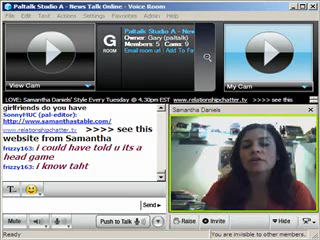 Paltalk Studio A - News Talk Online - Voice Room
File Edit Text Actions Settings Favorites Admin Help
G
ROOM
Paltalk Studio A - News Talk On
Owner: Gary (paltalk)
Members: 5 Cams: 9
Email room url | Add To Fav
View Cam
My Cam
LOVE: Samantha Daniels' Style Every Tuesday @ 4.30pm EST www.relationshipchatter.tv
girlfriends do you have
SonnyHUC (pal-editor):
http://www.samanthastable.com/
www.relationshipchatter.tv >>>> see this
website from Samantha
frizzy163: i could have told u its a
head game
frizzy163: i know taht
Samantha Daniels
T
Send
Mute
Push to Talk
Raise
Invite
Hide
Ready
You are invisible to other members.